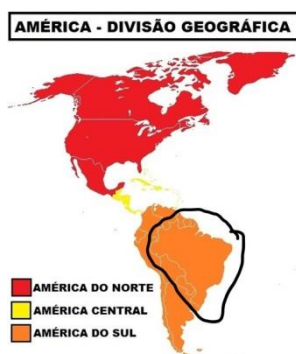 AMÉRICA - DIVISÃO GEOGRÁFICA
AMÉRICA DO NORTE
AMÉRICA CENTRAL
AMÉRICA DO SUL